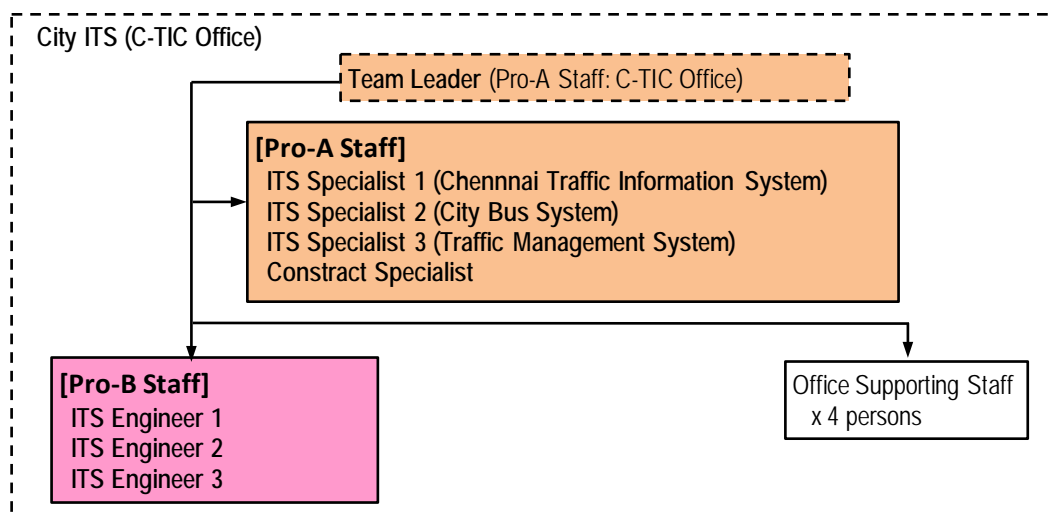 City ITS (C-TIC Office)
Team Leader (Pro-A Staff: C-TIC Office)
[Pro-A Staff]
ITS Specialist 1 (Chennnai Traffic Information System)
ITS Specialist 2 (City Bus System)
ITS Specialist 3 (Traffic Management System)
Constract Specialist
[Pro-B Staff]
ITS Engineer 1
ITS Engineer 2
ITS Engineer 3
Office Supporting Staff
x 4 persons